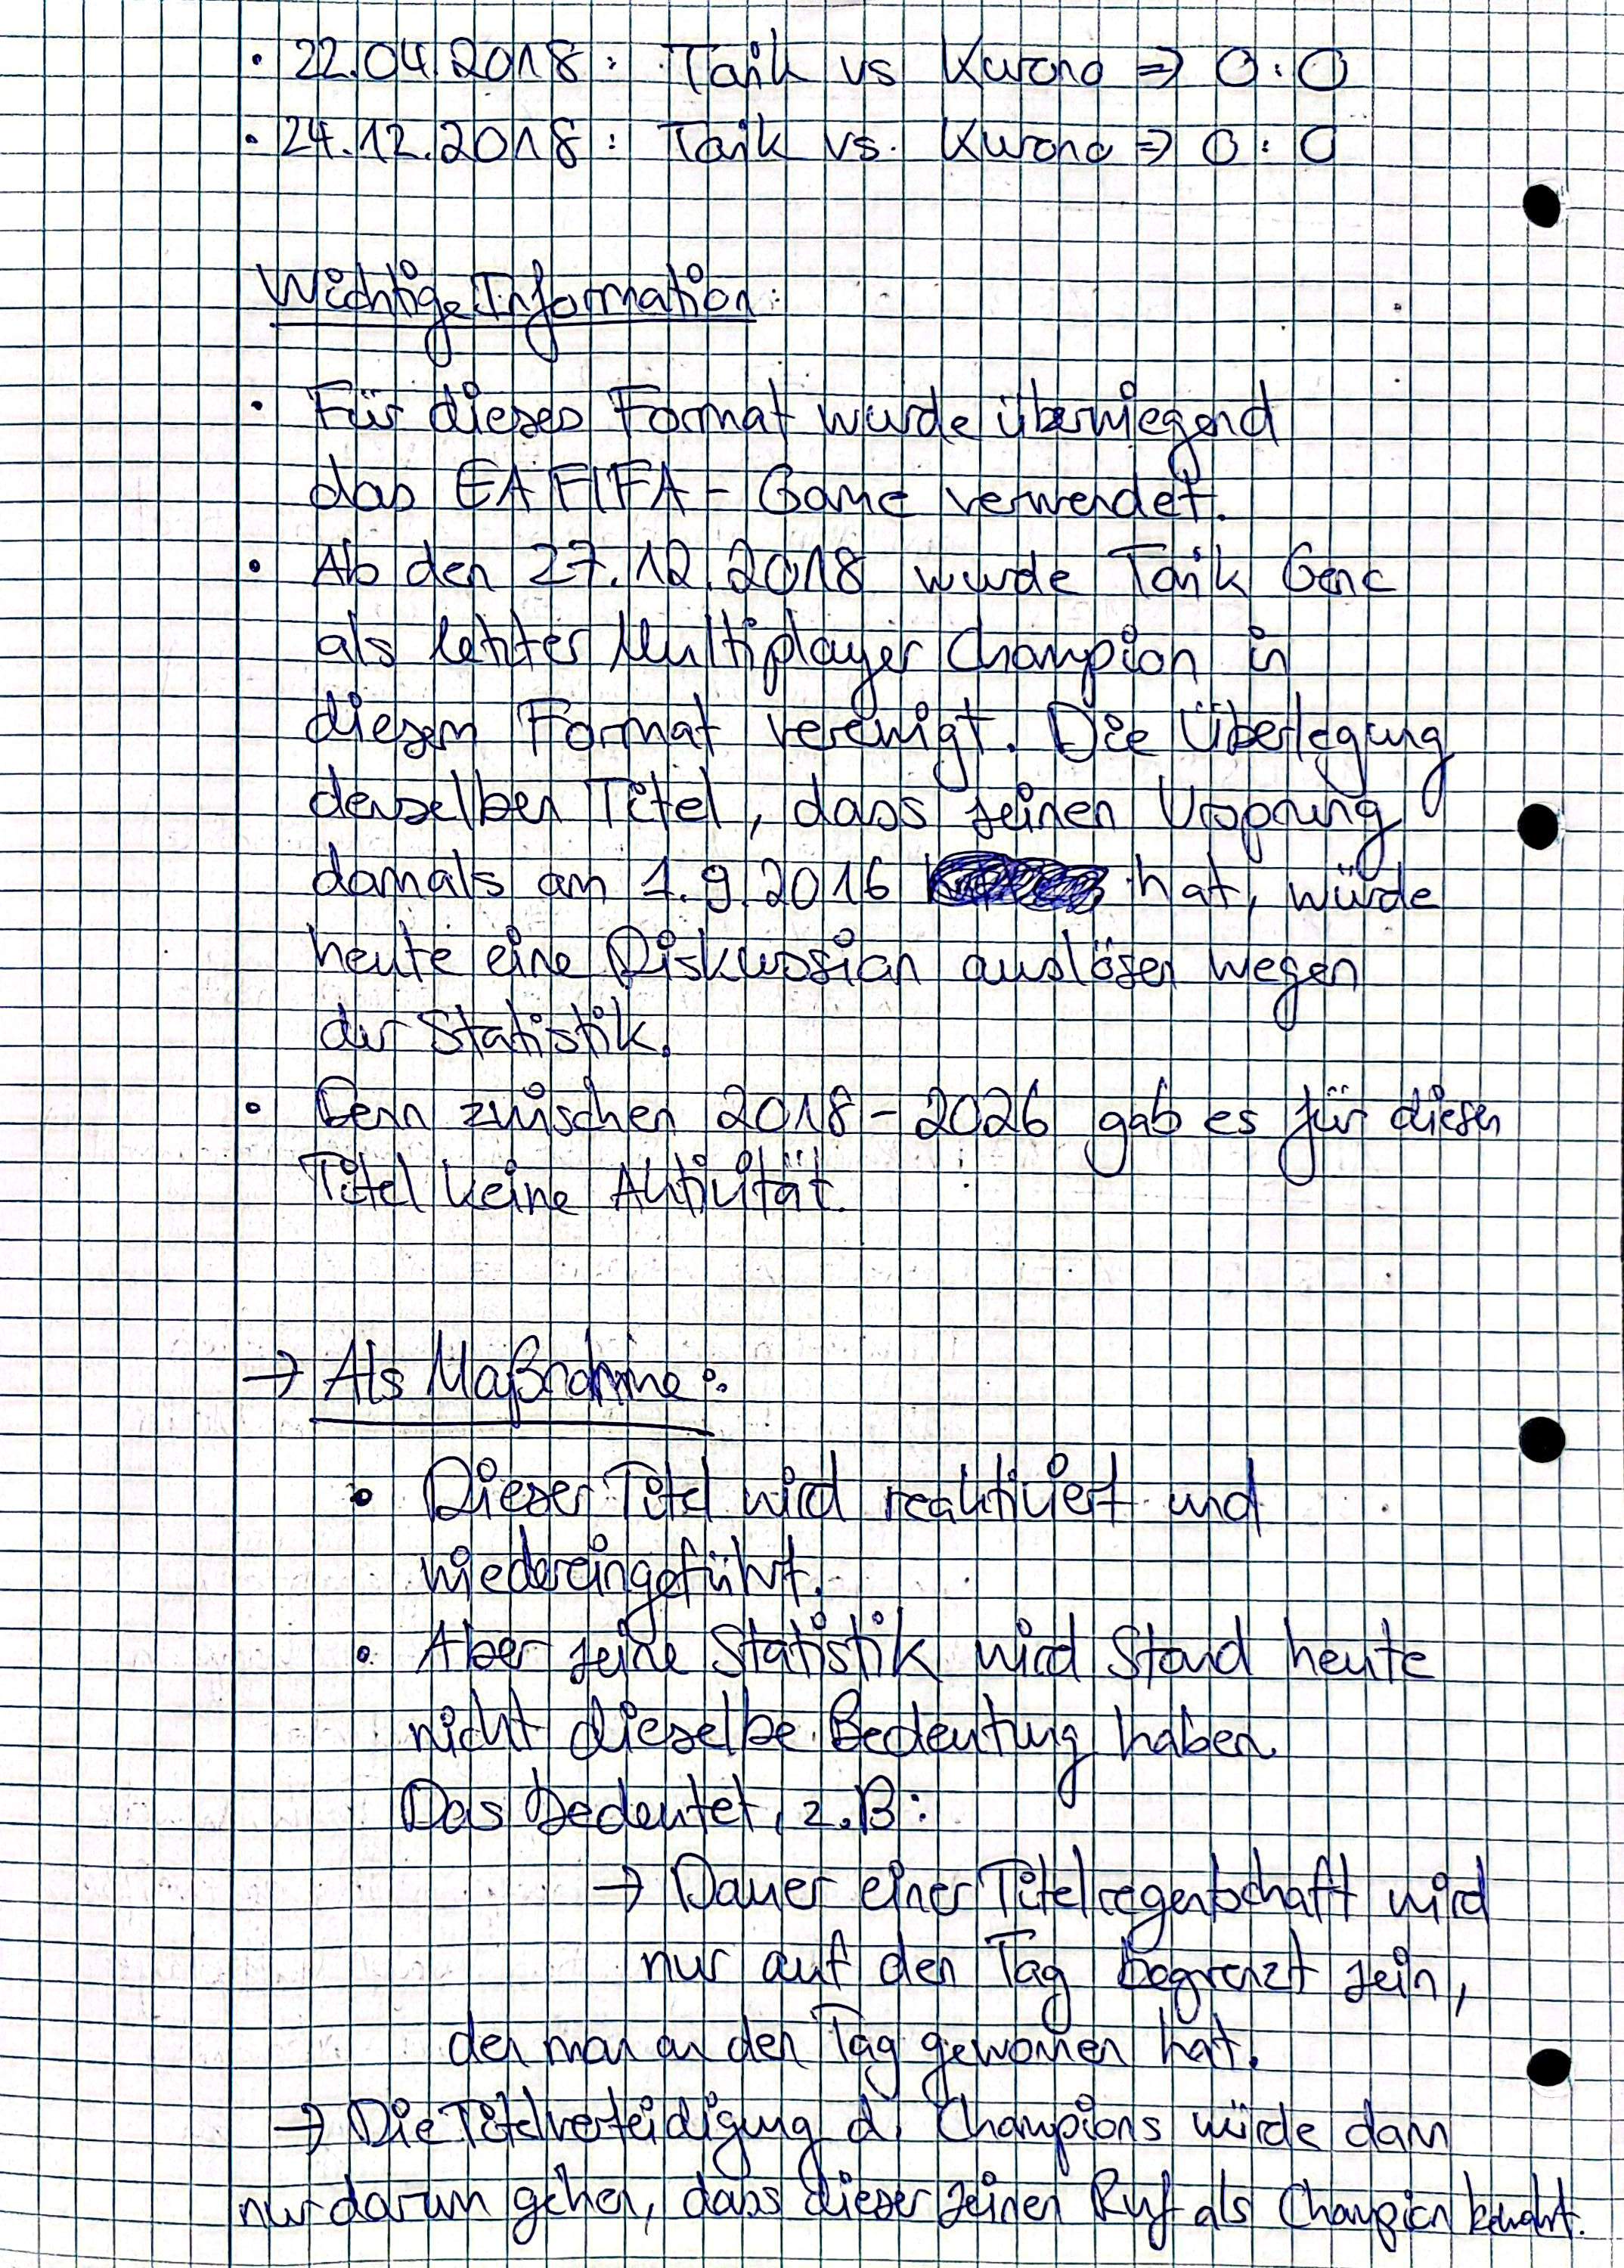 • 22.04.2018: Tarik vs Kwono => 0:0
• 24.12.2018: Tarik vs. Kwono => 0:0
Wichtige Information:
• Für dieses Format wurde überwiegend
das EA FIFA - Game verwendet.
• Ab den 27.12.2018 wurde Tarik Genc
als letzter Multiplayer Champion in
diesem Format vereinigt. Die Überlegung
derselben Titel, dass seinen Ursprung
damals am 1.9.2016 hat, würde
heute eine Diskussion auslösen wegen
der Statistik.
• Denn zwischen 2018-2026 gab es für diesen
Titel keine Aktivität.
→ Als Maßnahme:
• Dieser Titel wird reaktiviert und
wiedereingeführt.
• Aber seine Statistik wird Stand heute
nicht dieselbe Bedeutung haben.
Das bedeutet, z.B:
→ Dauer einer Titelregentschaft wird
nur auf den Tag begrenzt sein,
den man an den Tag gewonnen hat.
→ Die Titelverteidigung d. Champions würde dann
nur darum gehen, dass dieser seinen Ruf als Champion bewahrt.